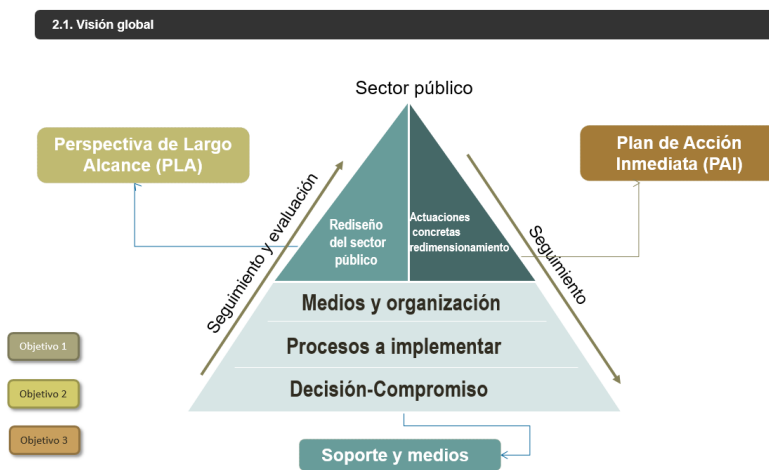 2.1. Visión global
Sector público
Perspectiva de Largo
Alcance (PLA)
Plan de Acción
Inmediata (PAI)
Seguimiento y evaluación
Rediseño
del sector
público
Actuaciones
concretas
redimensionamiento
Seguimiento
Medios y organización
Procesos a implementar
Decisión-Compromiso
Objetivo 1
Objetivo 2
Objetivo 3
Soporte y medios